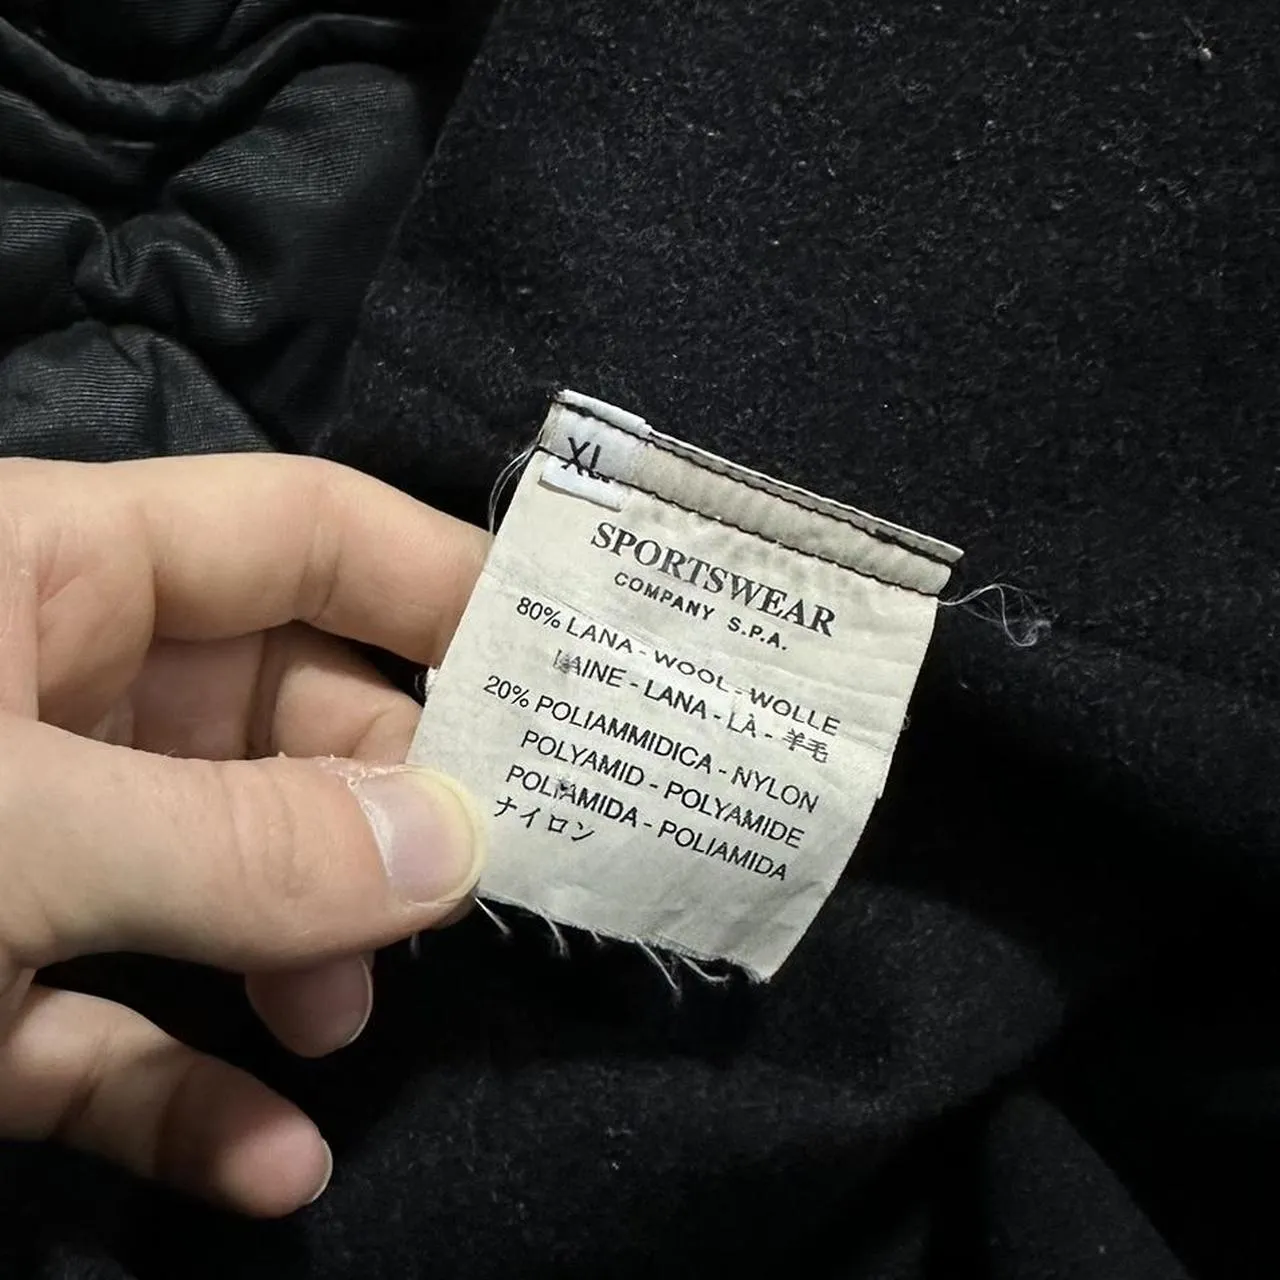 XL
SPORTSWEAR
COMPANY S.P.A.
80% LANA - WOOL - WOLLE
LAINE - LANA - LÀ - 羊毛
20% POLIAMMIDICA - NYLON
POLYAMID - POLYAMIDE
POLIAMIDA - POLIAMIDA
ナイロン